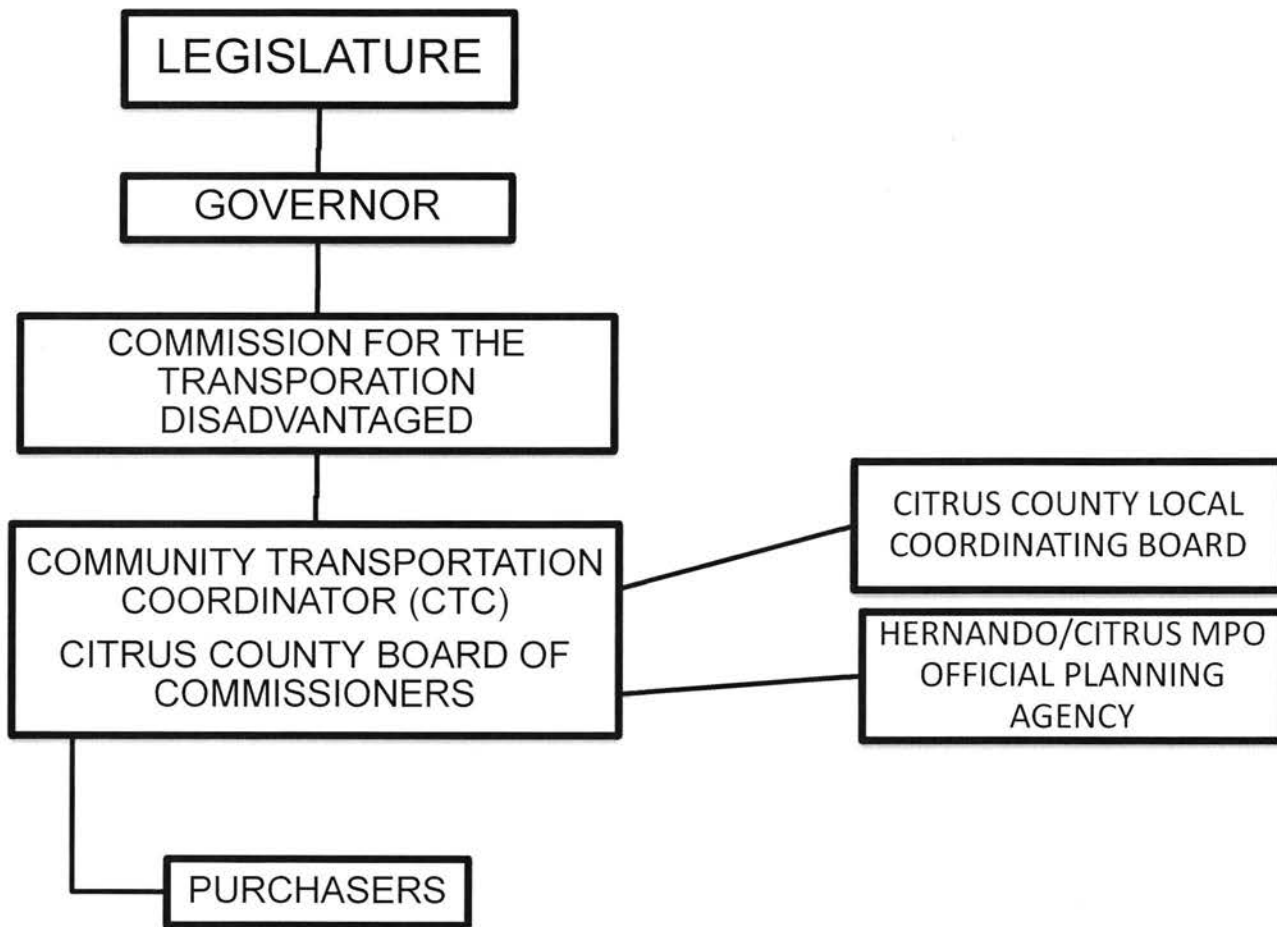 LEGISLATURE
GOVERNOR
COMMISSION FOR THE
TRANSPORATION
DISADVANTAGED
COMMUNITY TRANSPORTATION
COORDINATOR (CTC)
CITRUS COUNTY BOARD OF
COMMISSIONERS
CITRUS COUNTY LOCAL
COORDINATING BOARD
HERNANDO/CITRUS MPO
OFFICIAL PLANNING
AGENCY
PURCHASERS